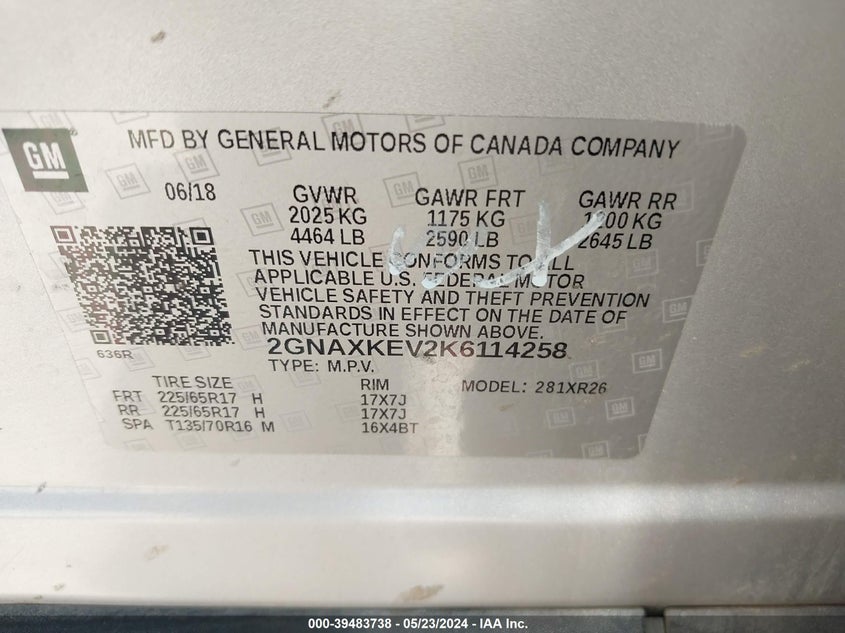 GM
MFD BY GENERAL MOTORS OF CANADA COMPANY
06/18 GVWR GAWR FRT GAWR RR
2025 KG 1175 KG 1200 KG
4464 LB 2590 LB 2645 LB
THIS VEHICLE CONFORMS TO ALL
APPLICABLE U.S. FEDERAL MOTOR
VEHICLE SAFETY AND THEFT PREVENTION
STANDARDS IN EFFECT ON THE DATE OF
MANUFACTURE SHOWN ABOVE.
636R
2GNAXKEV2K6114258
TYPE: M.P.V.
TIRE SIZE RIM MODEL: 281XR26
FRT 225/65R17 H 17X7J
RR 225/65R17 H 17X7J
SPA T135/70R16 M 16X4BT
000-39483738 - 05/23/2024 - IAA Inc.